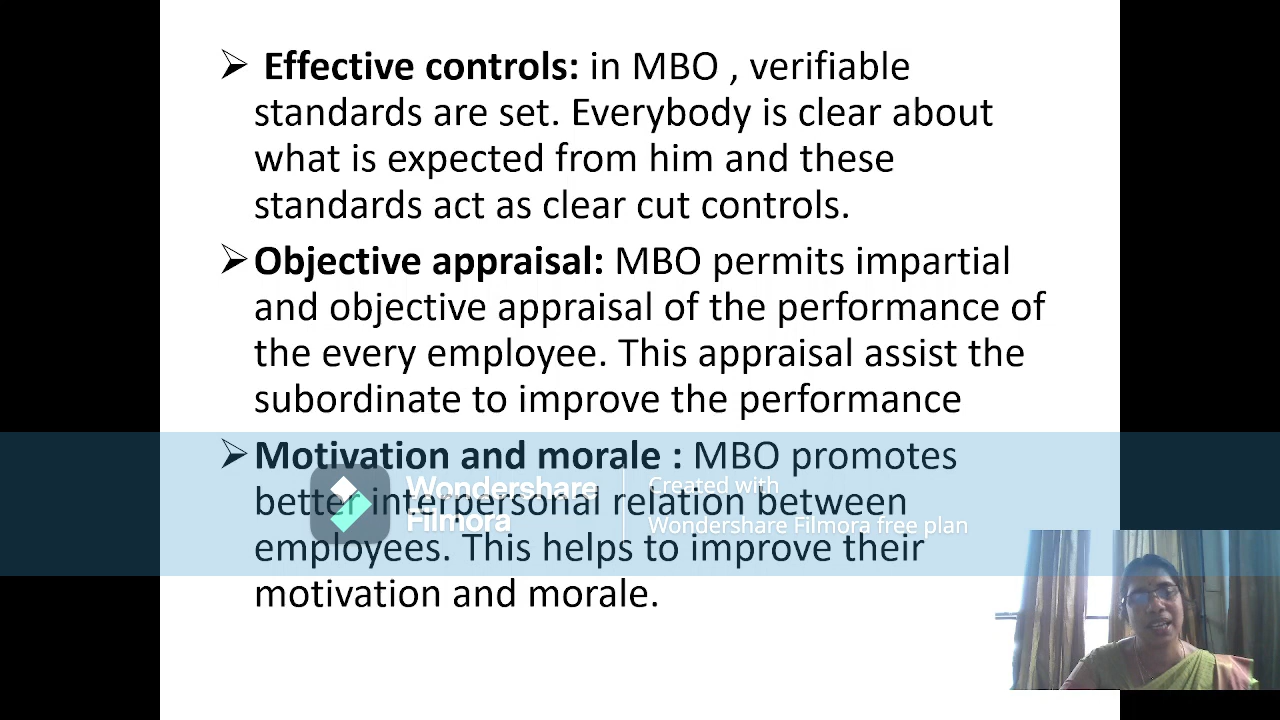 ➢ Effective controls: in MBO , verifiable
standards are set. Everybody is clear about
what is expected from him and these
standards act as clear cut controls.
➢Objective appraisal: MBO permits impartial
and objective appraisal of the performance of
the every employee. This appraisal assist the
subordinate to improve the performance
➢Motivation and morale : MBO promotes
better interpersonal relation between
employees. This helps to improve their
motivation and morale.
Wondershare
Filmora
Created with
Wondershare Filmora free plan